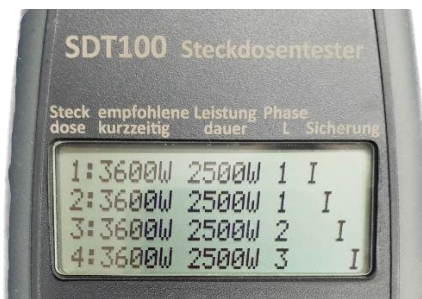 SDT100 Steckdosentester
Steck empfohlene Leistung Phase
dose kurzzeitig dauer L Sicherung
1:3600W 2500W 1 I
2:3600W 2500W 1 I
3:3600W 2500W 2 I
4:3600W 2500W 3 I